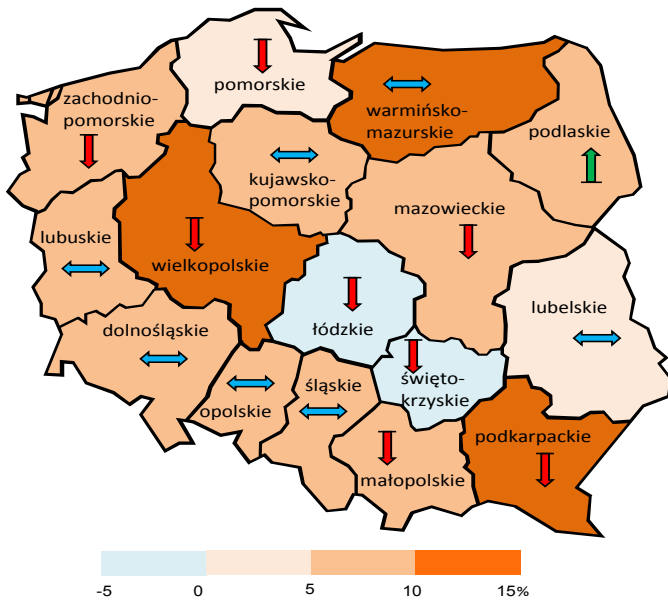 pomorskie
zachodnio-
pomorskie
warmińsko-
mazurskie
podlaskie
kujawsko-
pomorskie
mazowieckie
lubuskie
wielkopolskie
lubelskie
dolnośląskie
łódzkie
opolskie
śląskie
święto-
krzyskie
podkarpackie
małopolskie
-5 0 5 10 15%